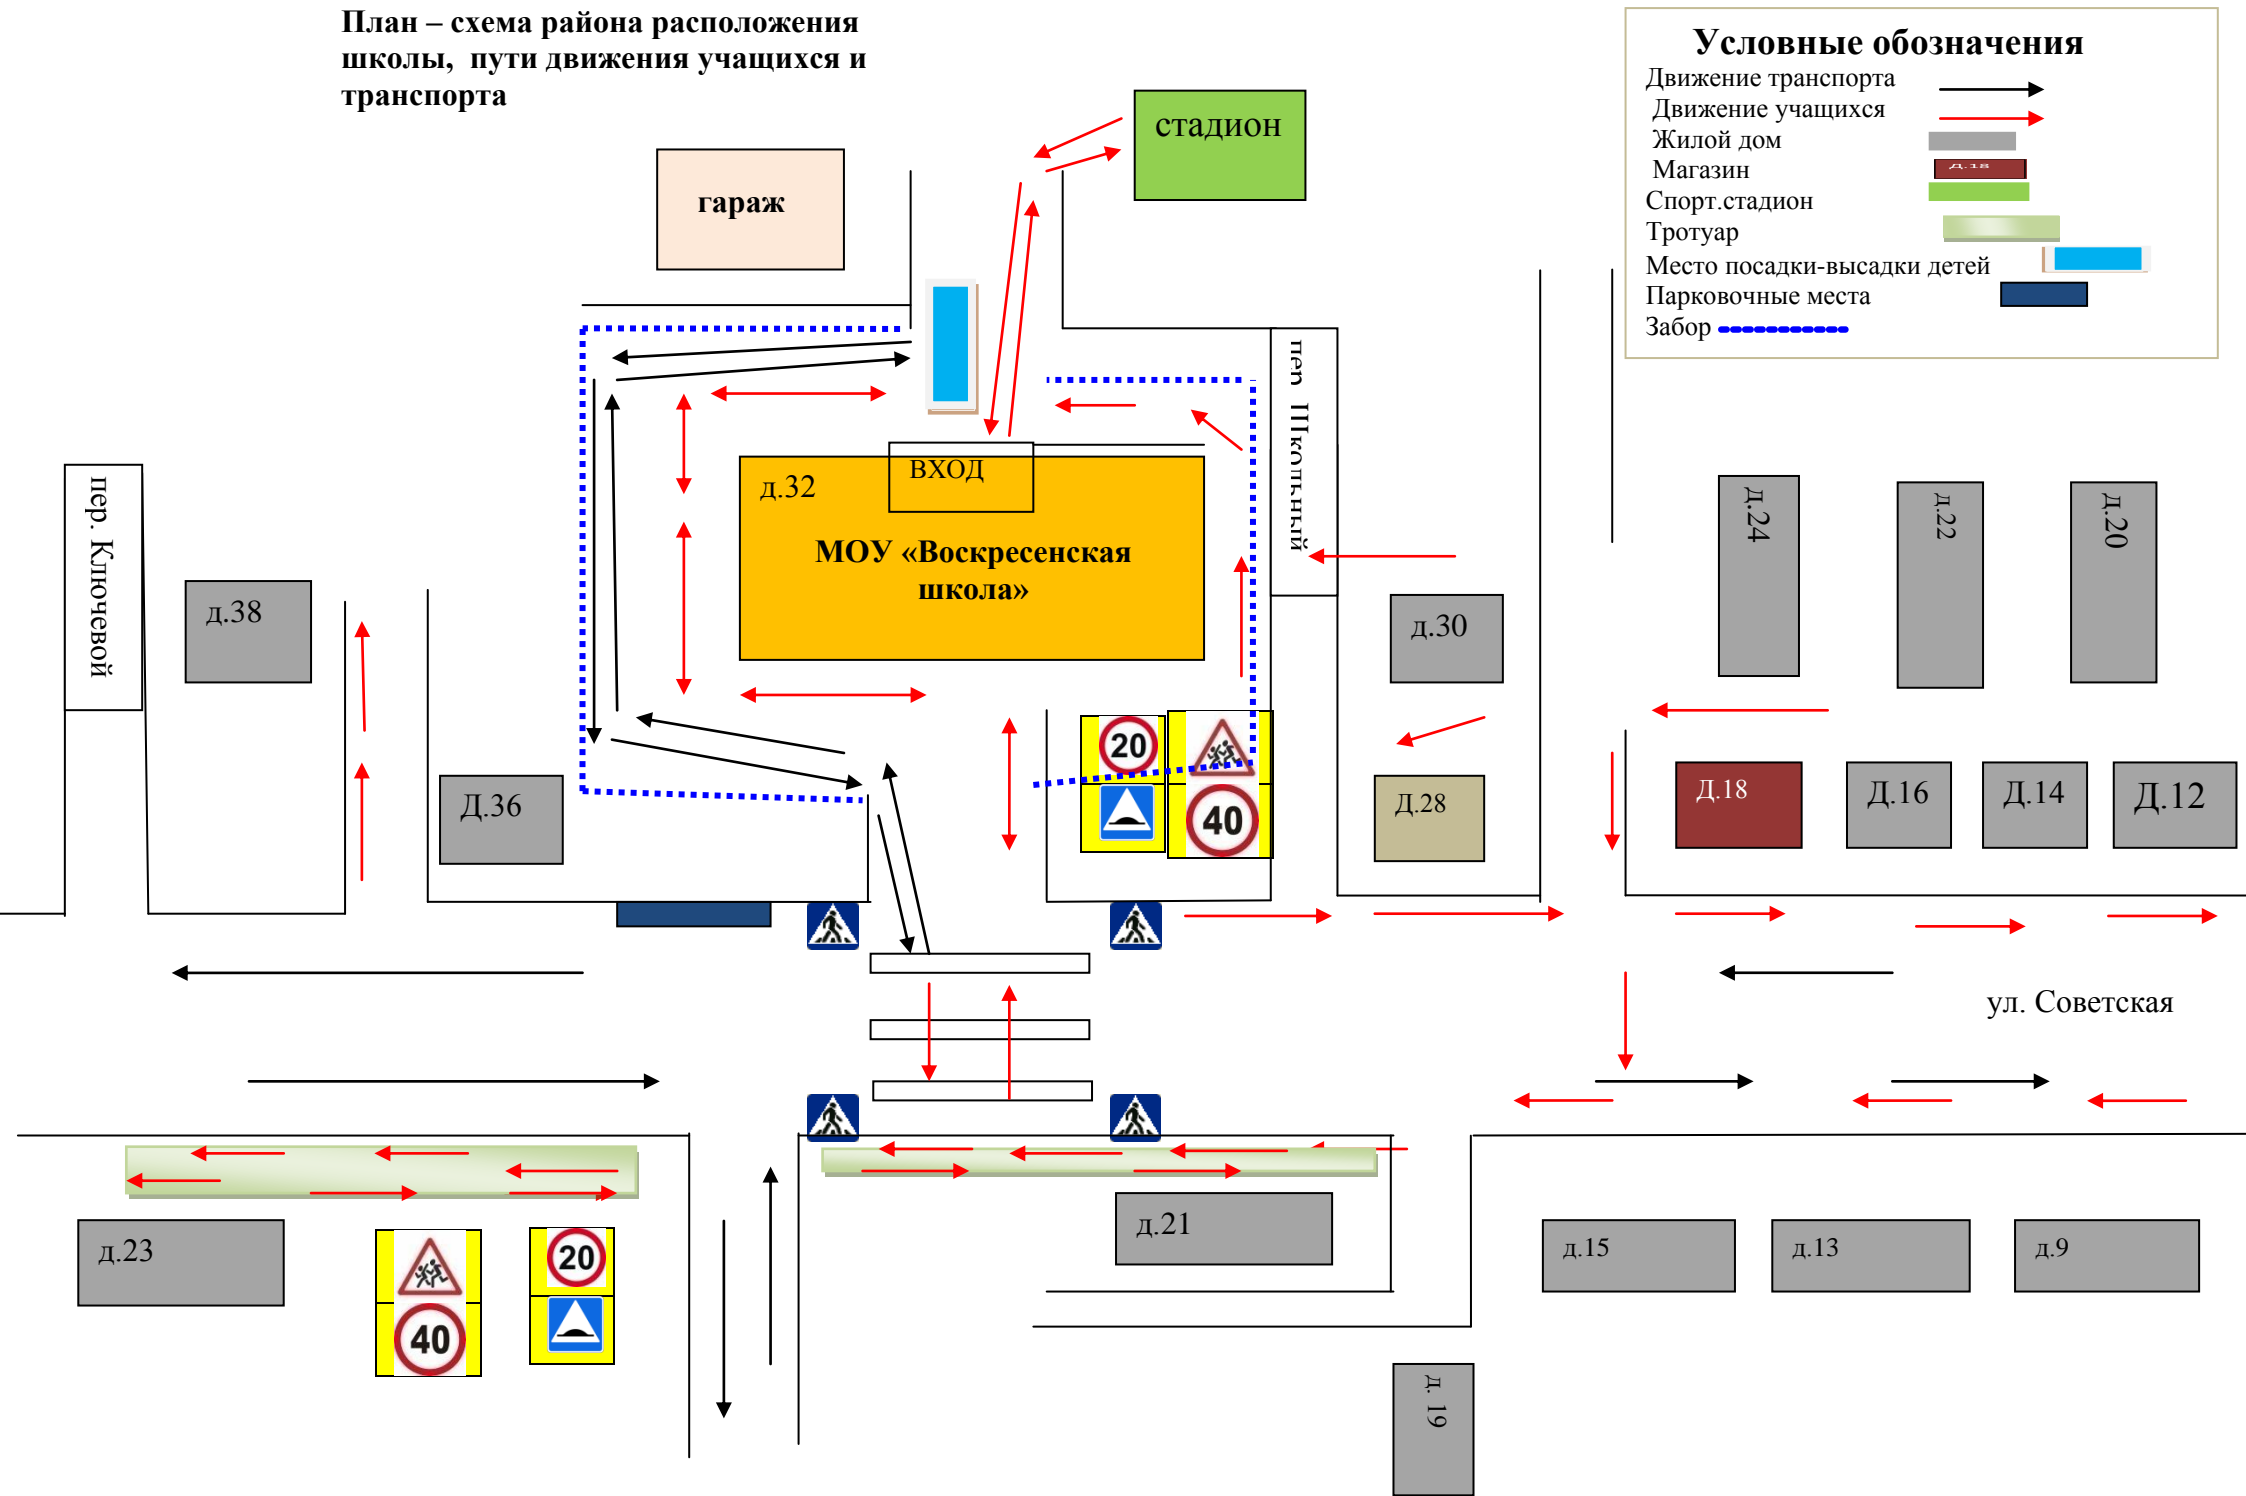 План – схема района расположения
школы, пути движения учащихся и
транспорта
Условные обозначения
Движение транспорта
Движение учащихся
Жилой дом
Магазин
Д.18
Спорт.стадион
Тротуар
Место посадки-высадки детей
Парковочные места
Забор
стадион
гараж
пер. Школьный
ВХОД
д.32
МОУ «Воскресенская
школа»
пер. Ключевой
д.38
д.30
д.24
д.22
д.20
Д.36
20
40
Д.28
Д.18
Д.16
Д.14
Д.12
ул. Советская
д.23
40
20
д.21
д.15
д.13
д.9
д. 19